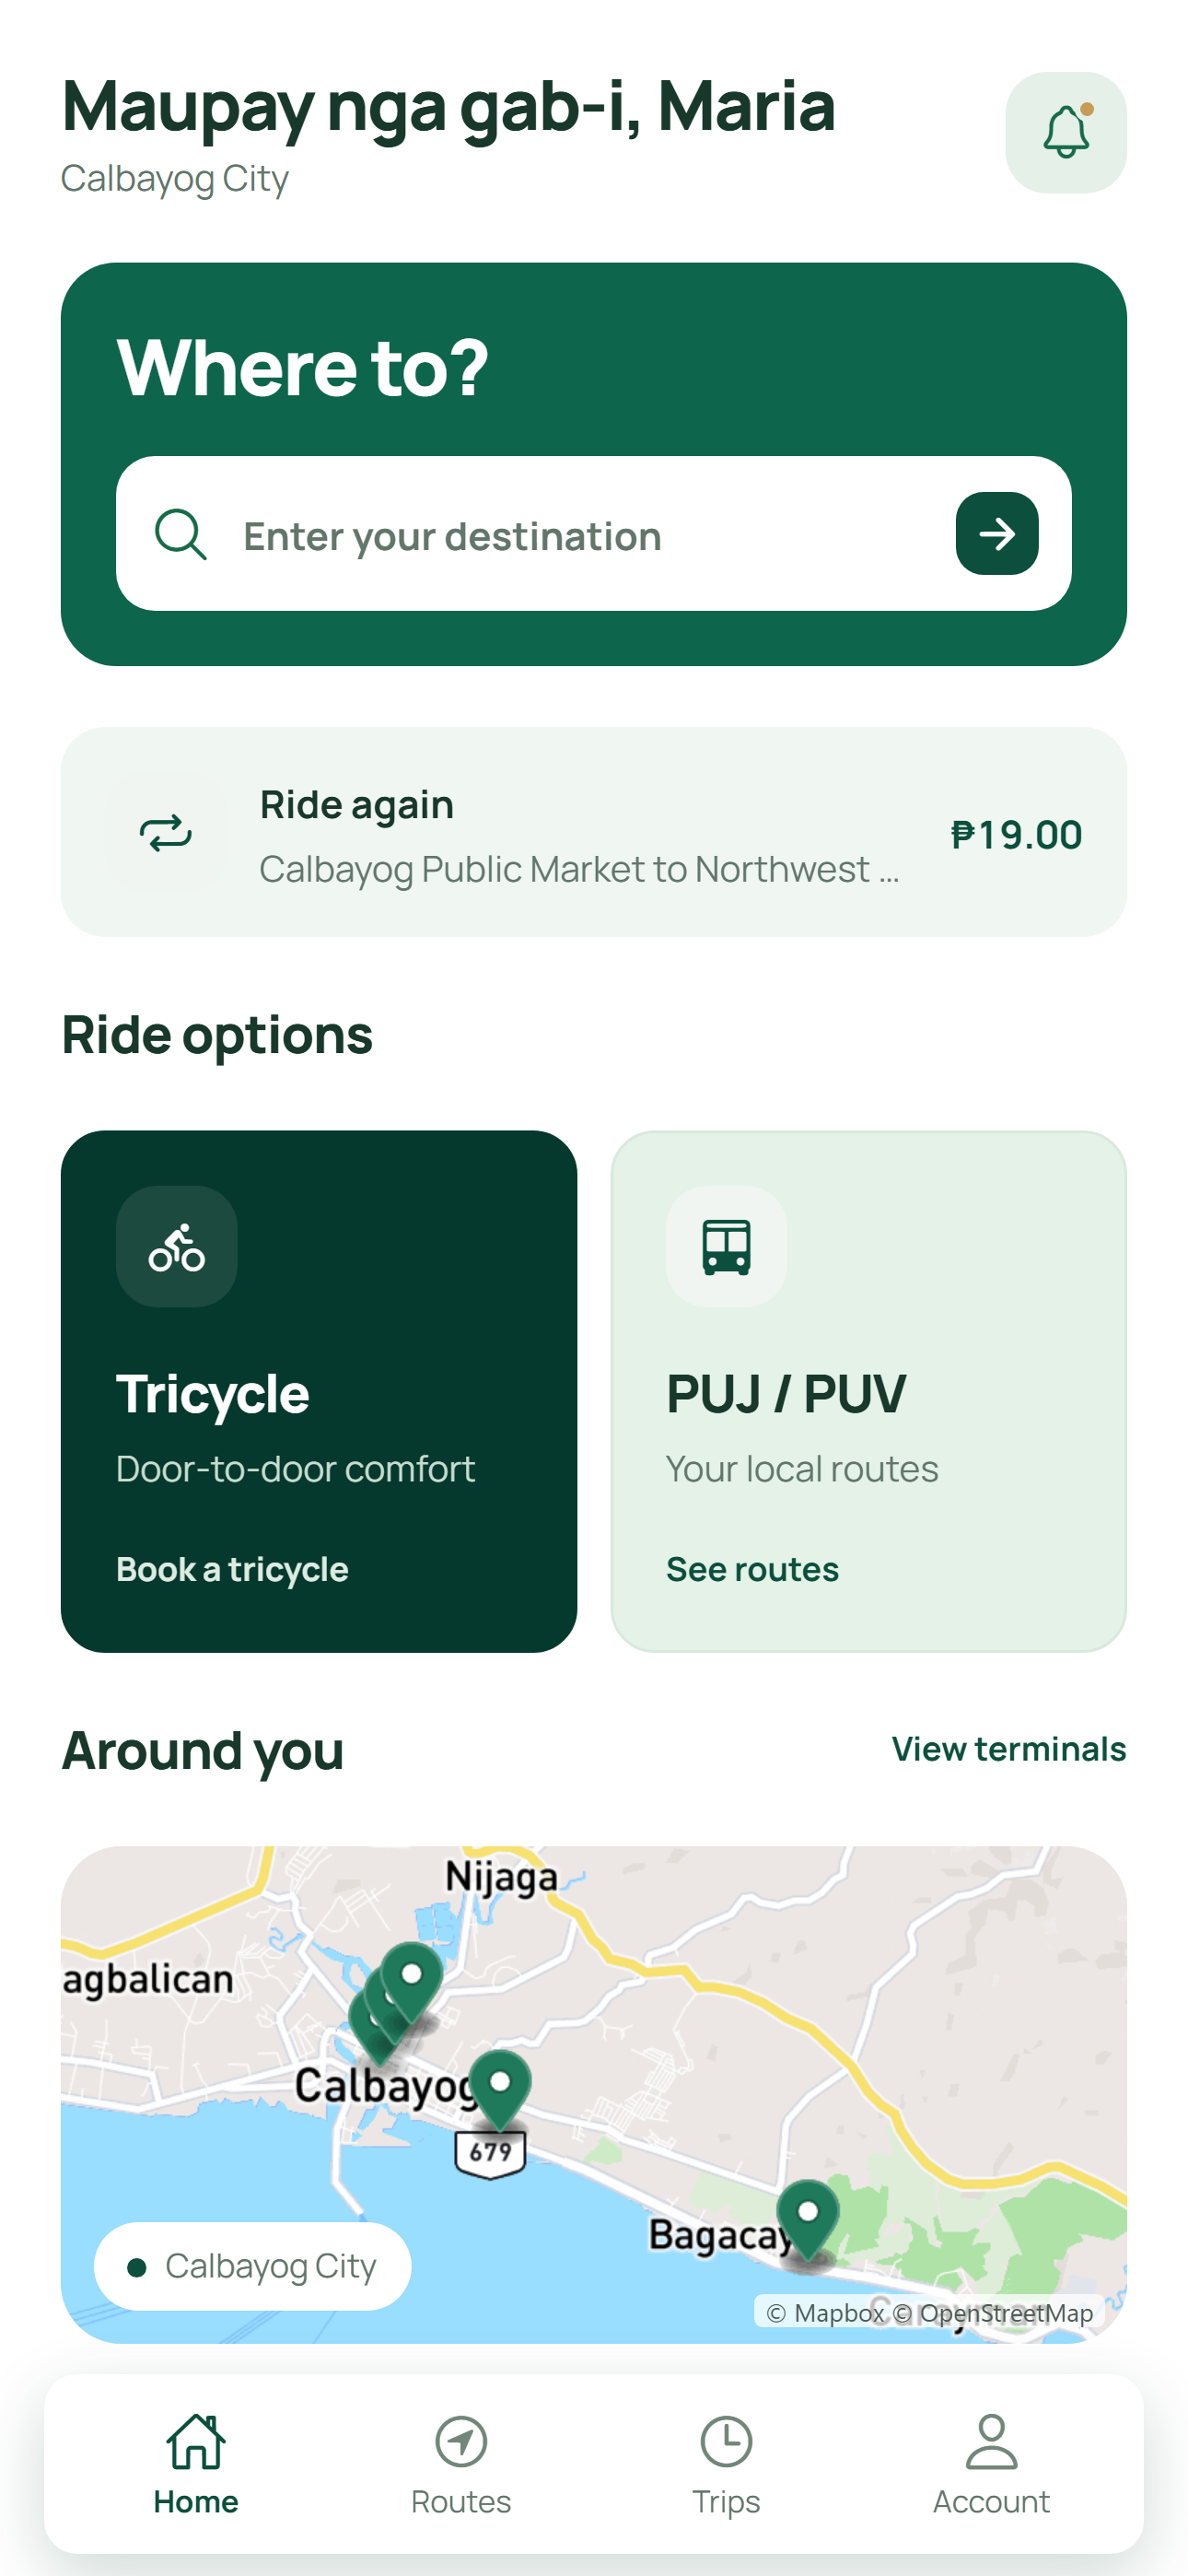 Maupay nga gab-i, Maria
Calbayog City
Where to?
Enter your destination
Ride again
Calbayog Public Market to Northwest ...
₱19.00
Ride options
Tricycle
Door-to-door comfort
Book a tricycle
PUJ / PUV
Your local routes
See routes
Around you
View terminals
Nijaga
agbalican
Calbayog
679
Bagacay
Calbayog City
© Mapbox © OpenStreetMap
Home
Routes
Trips
Account